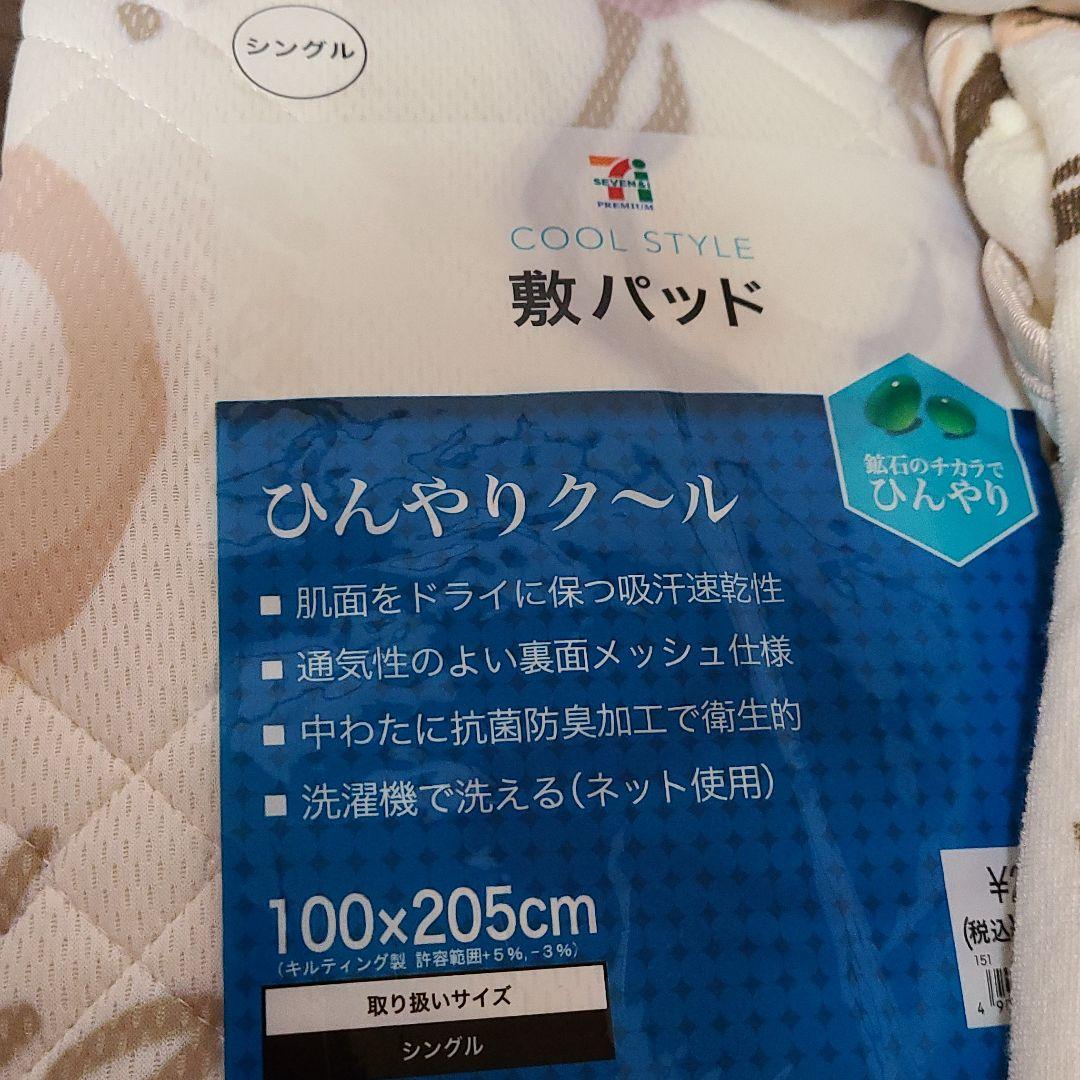 シングル
SEVEN&i
PREMIUM
COOL STYLE
敷パッド
鉱石のチカラで
ひんやり
ひんやりク〜ル
■ 肌面をドライに保つ吸汗速乾性
■ 通気性のよい裏面メッシュ仕様
■ 中わたに抗菌防臭加工で衛生的
■ 洗濯機で洗える(ネット使用)
100×205cm
(キルティング製 許容範囲+5%,-3%)
取り扱いサイズ
シングル
¥
(税込
151
4